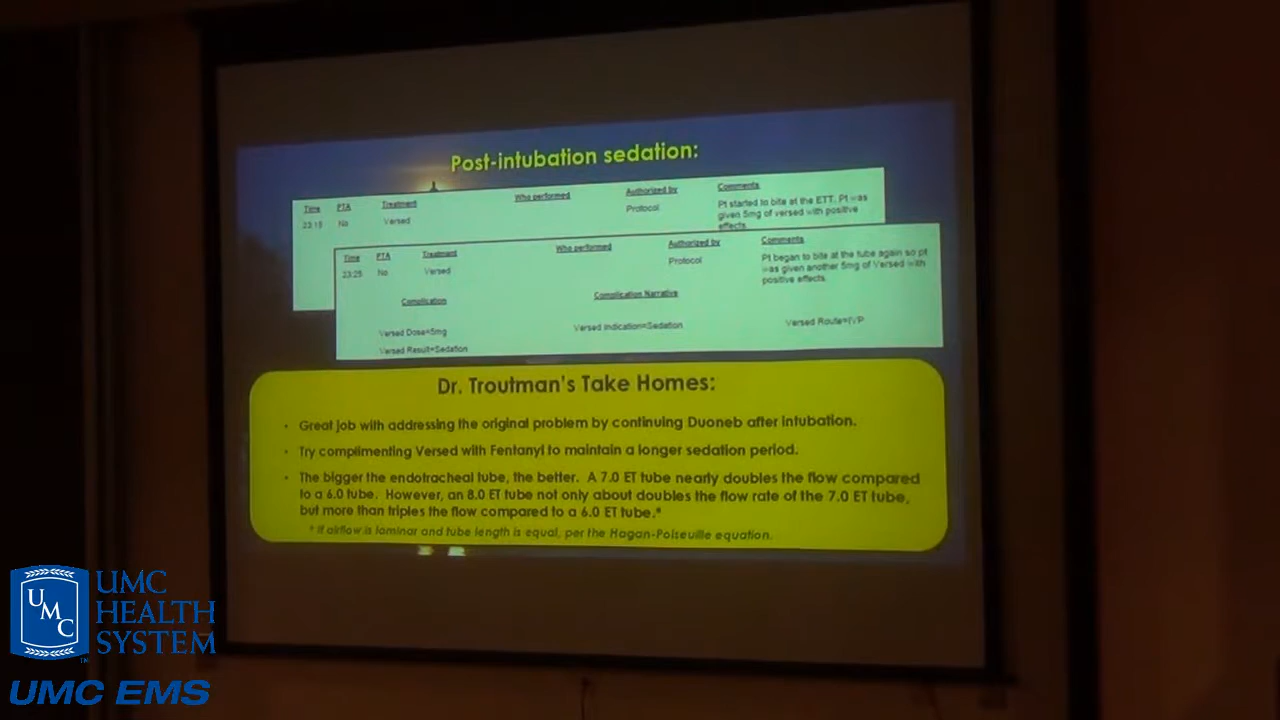 Post-intubation sedation:
Time PTA Treatment Who performed Authorized by Comments
23:15 No Versed Protocol Pt started to bite at the ETT. Pt was
given 5mg of versed with positive
effects
Time PTA Treatment Who performed Authorized by Comments
23:25 No Versed Protocol Pt began to bite at the tube again so pt
was given another 5mg of Versed with
positive effects
Complication Complication Narrative
Versed Dose=5mg Versed Indication=Sedation Versed Route=IVP
Versed Result=Sedation
Dr. Troutman's Take Homes:
• Great job with addressing the original problem by continuing Duoneb after intubation.
• Try complimenting Versed with Fentanyl to maintain a longer sedation period.
• The bigger the endotracheal tube, the better. A 7.0 ET tube nearly doubles the flow compared
to a 6.0 tube. However, an 8.0 ET tube not only about doubles the flow rate of the 7.0 ET tube,
but more than triples the flow compared to a 6.0 ET tube.*
* If airflow is laminar and tube length is equal, per the Hagan-Poiseuille equation.
UMC
UMC
HEALTH
SYSTEM
TM
UMC EMS